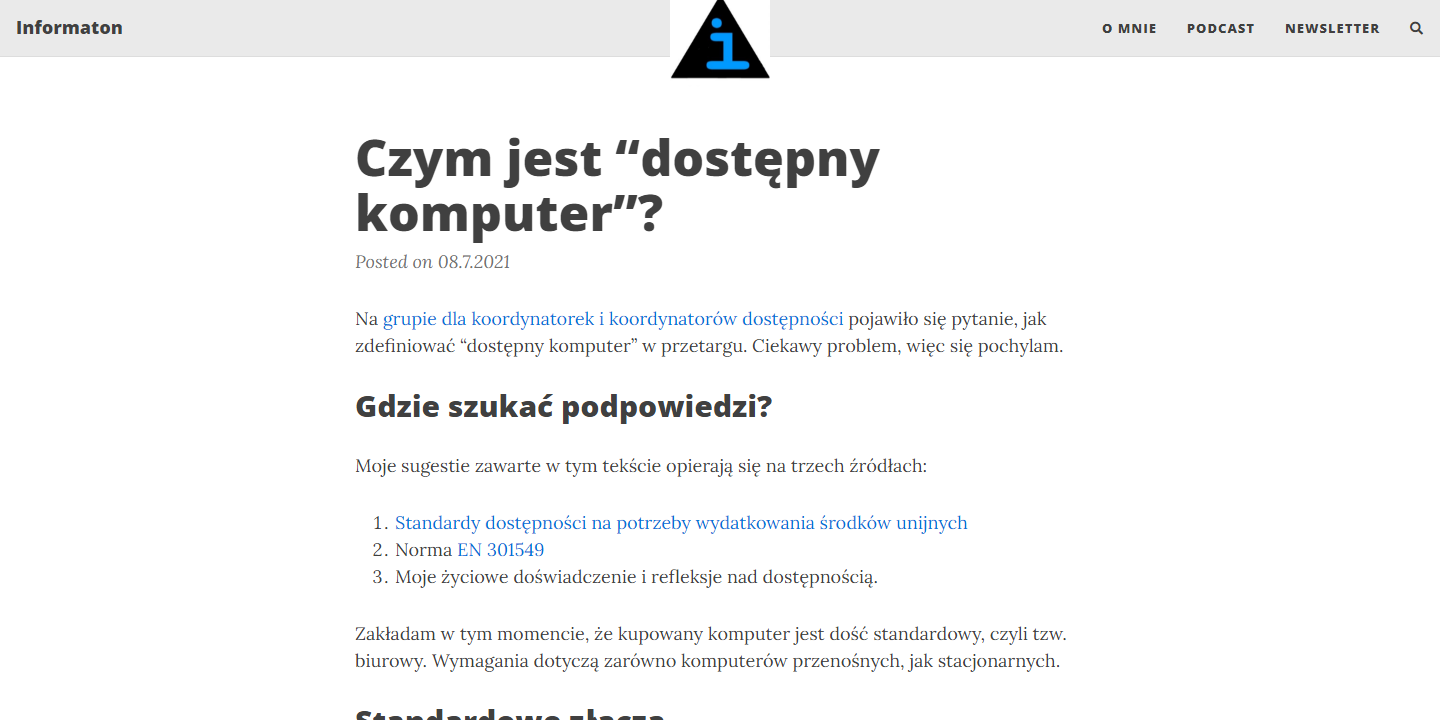 Informaton
i
O MNIE
PODCAST
NEWSLETTER
Czym jest “dostępny
komputer”?
Posted on 08.7.2021
Na grupie dla koordynatorek i koordynatorów dostępności pojawiło się pytanie, jak
zdefiniować “dostępny komputer” w przetargu. Ciekawy problem, więc się pochylam.
Gdzie szukać podpowiedzi?
Moje sugestie zawarte w tym tekście opierają się na trzech źródłach:
1. Standardy dostępności na potrzeby wydatkowania środków unijnych
2. Norma EN 301549
3. Moje życiowe doświadczenie i refleksje nad dostępnością.
Zakładam w tym momencie, że kupowany komputer jest dość standardowy, czyli tzw.
biurowy. Wymagania dotyczą zarówno komputerów przenośnych, jak stacjonarnych.
Standardowe złącza